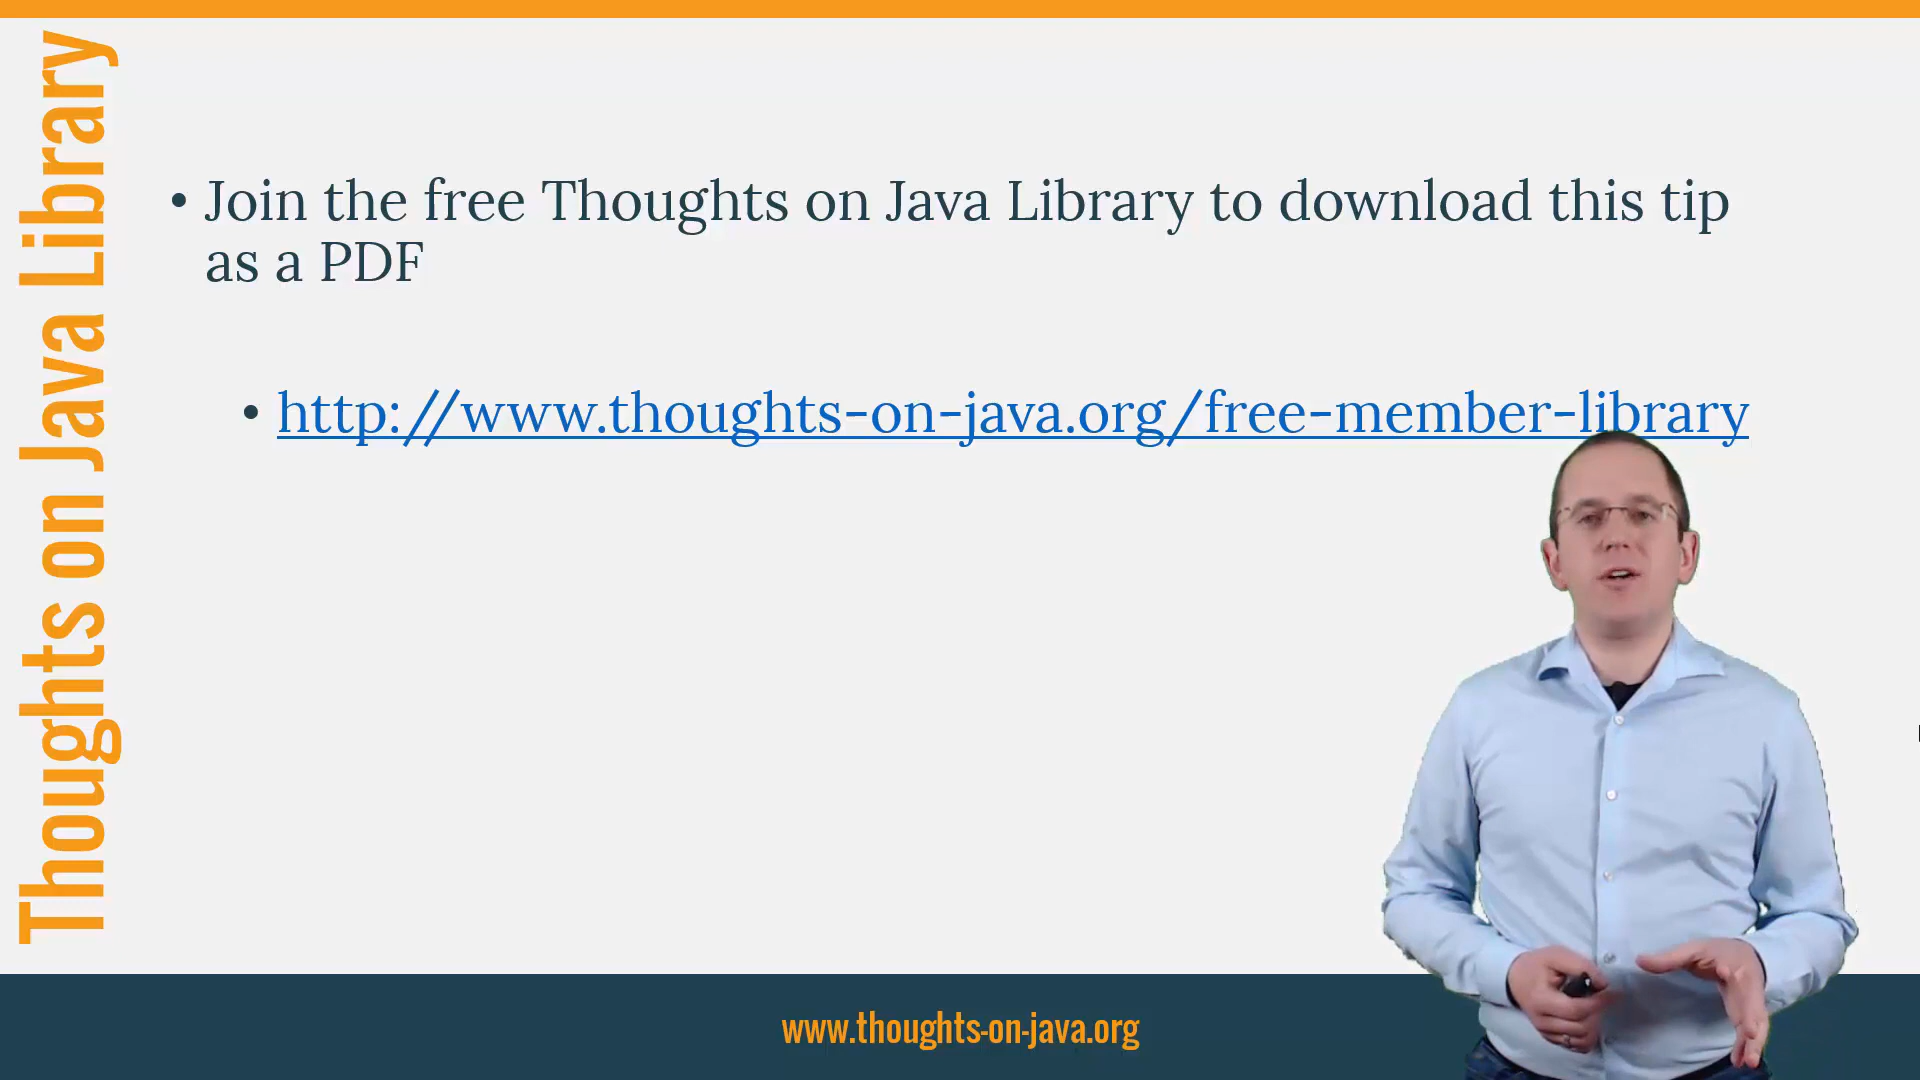 Thoughts on Java Library
• Join the free Thoughts on Java Library to download this tip
as a PDF
• http://www.thoughts-on-java.org/free-member-library
www.thoughts-on-java.org